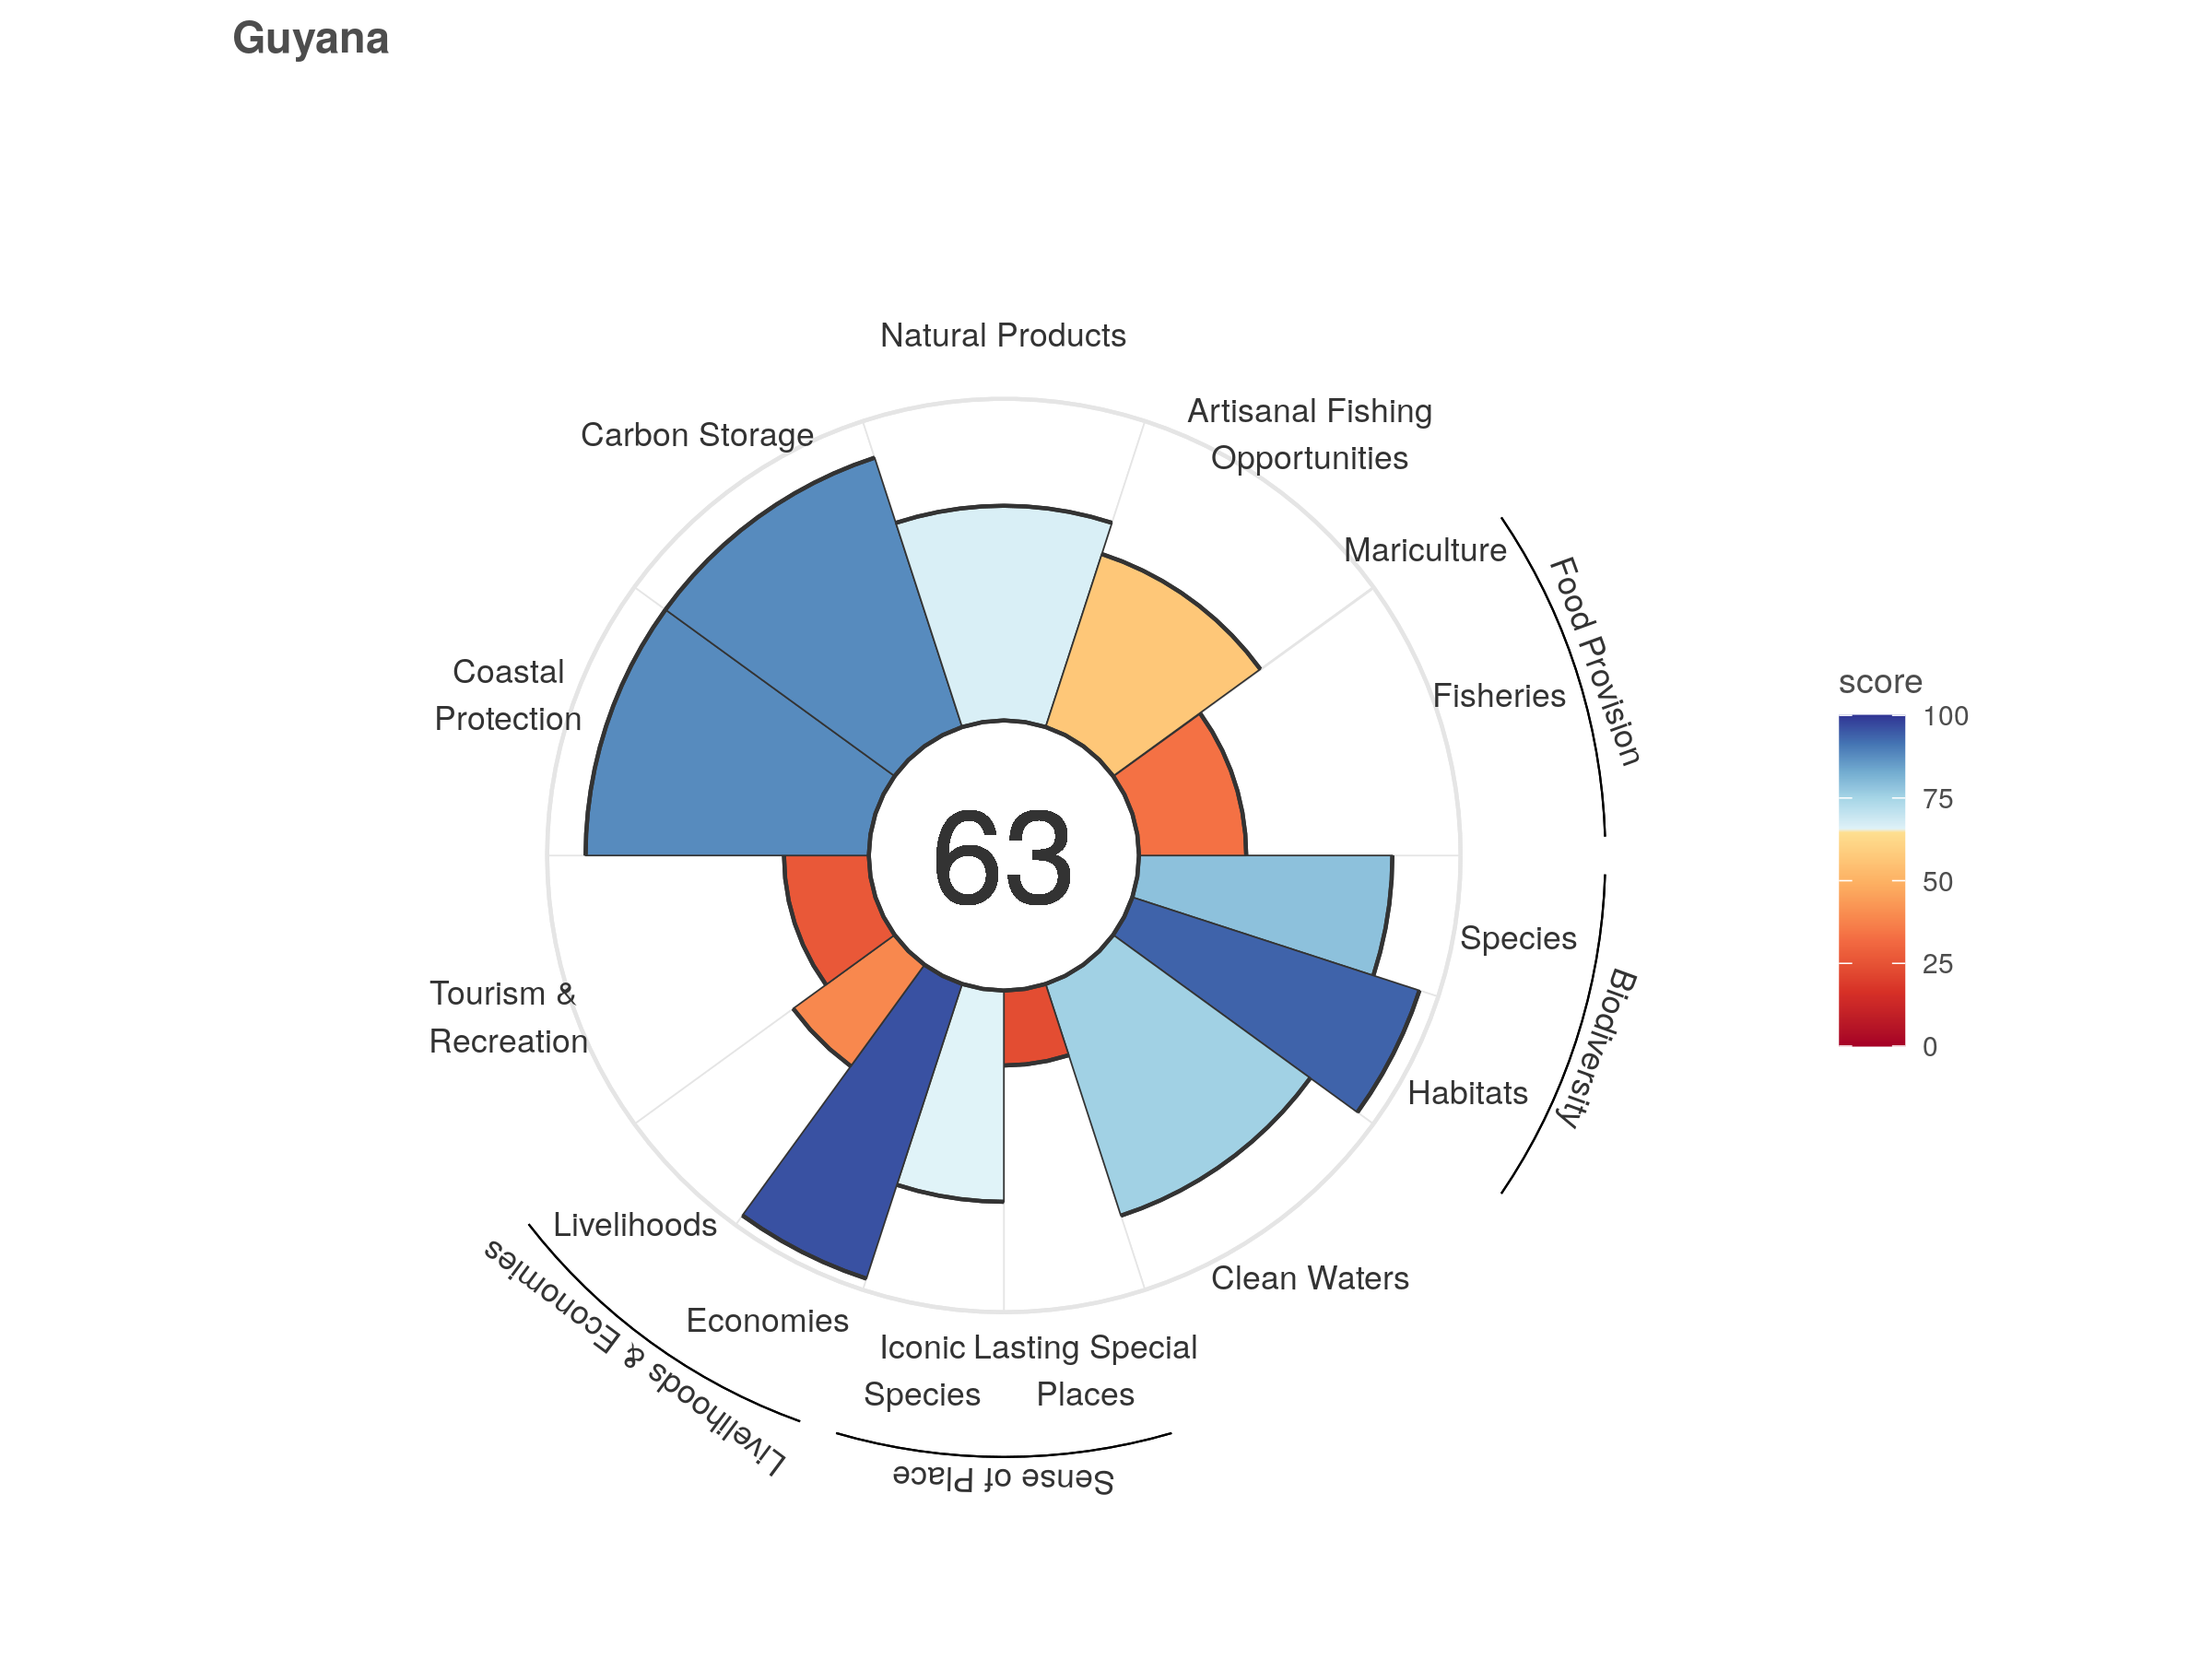 Guyana
Natural Products
Artisanal Fishing
Opportunities
Carbon Storage
Mariculture
Food Provision
Fisheries
Coastal
Protection
63
score
100
75
50
25
0
Species
Biodiversity
Habitats
Tourism &
Recreation
Livelihoods
Livelihoods & Economies
Economies
Clean Waters
Iconic
Species
Lasting Special
Places
Sense of Place